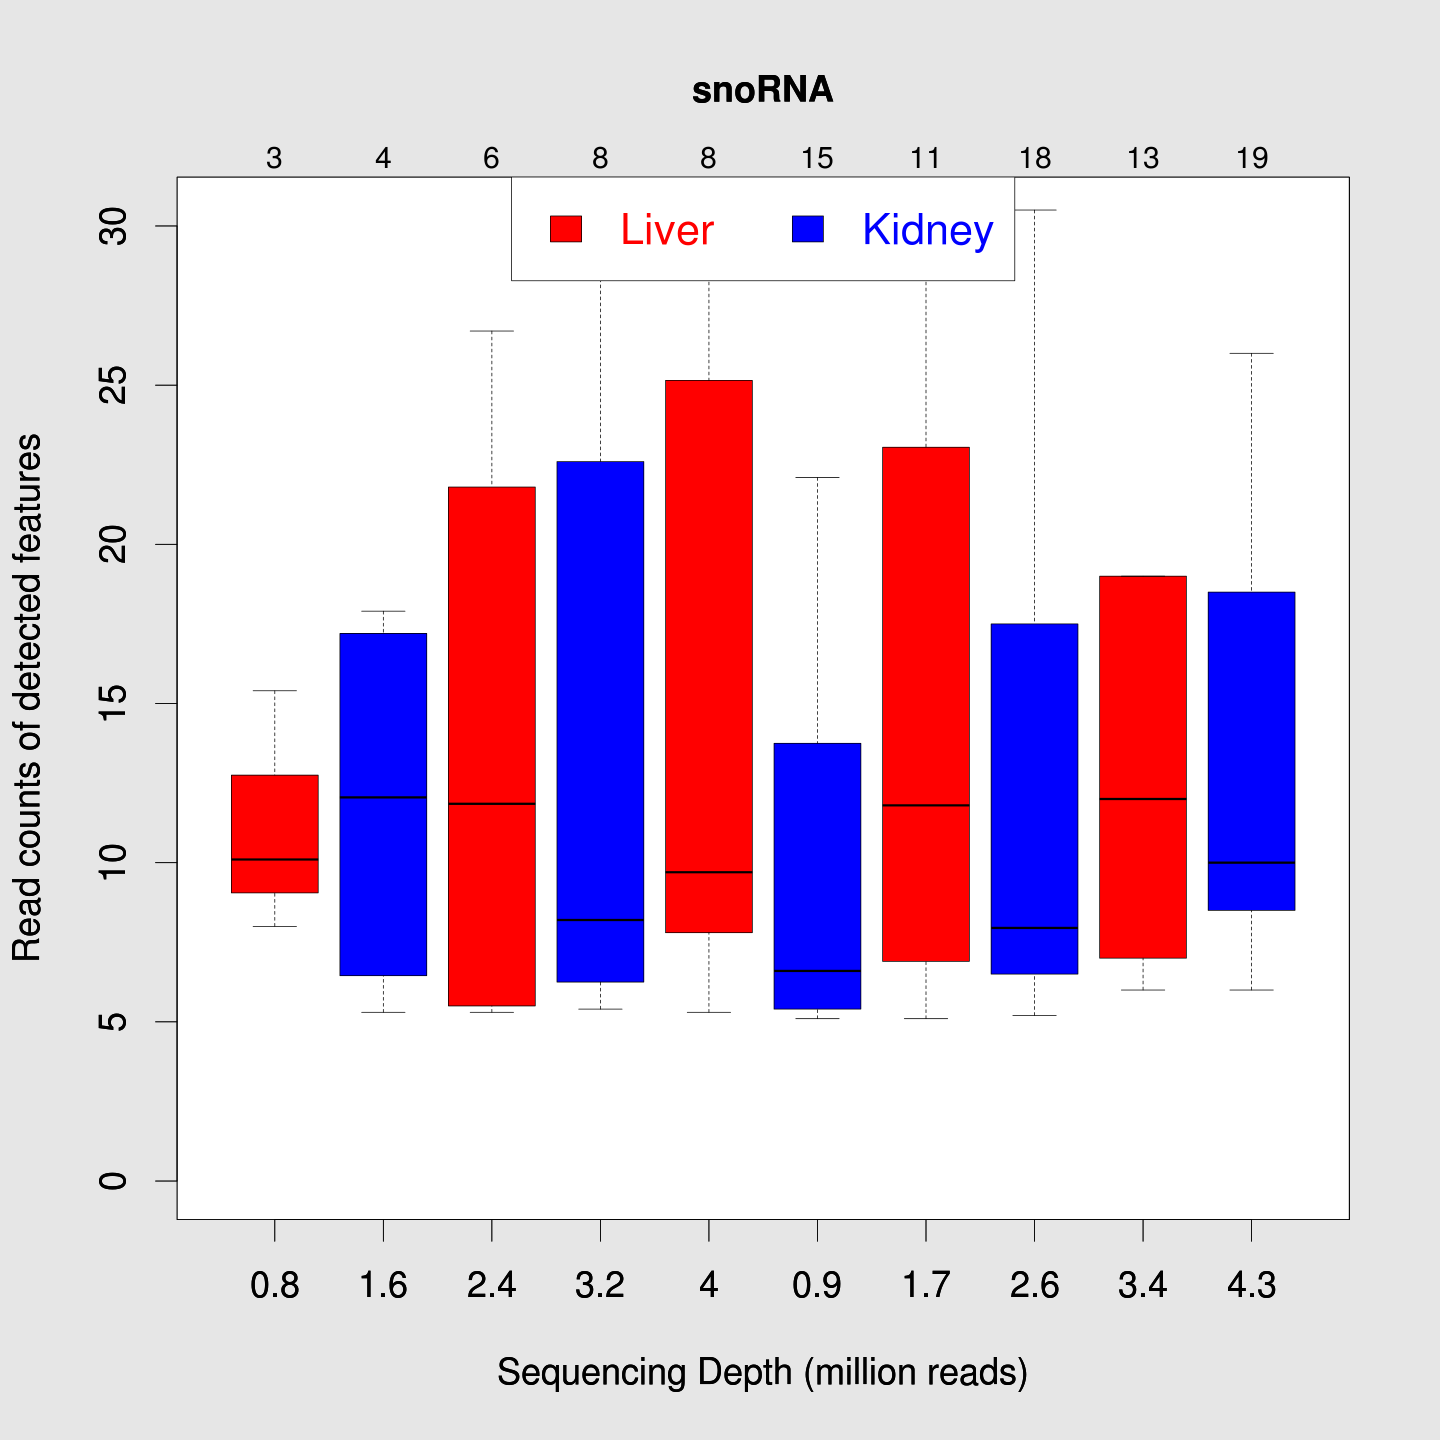 snoRNA
3 4 6 8 8 15 11 18 13 19
Liver Kidney
30
25
20
15
10
5
0
Read counts of detected features
0.8 1.6 2.4 3.2 4 0.9 1.7 2.6 3.4 4.3
Sequencing Depth (million reads)